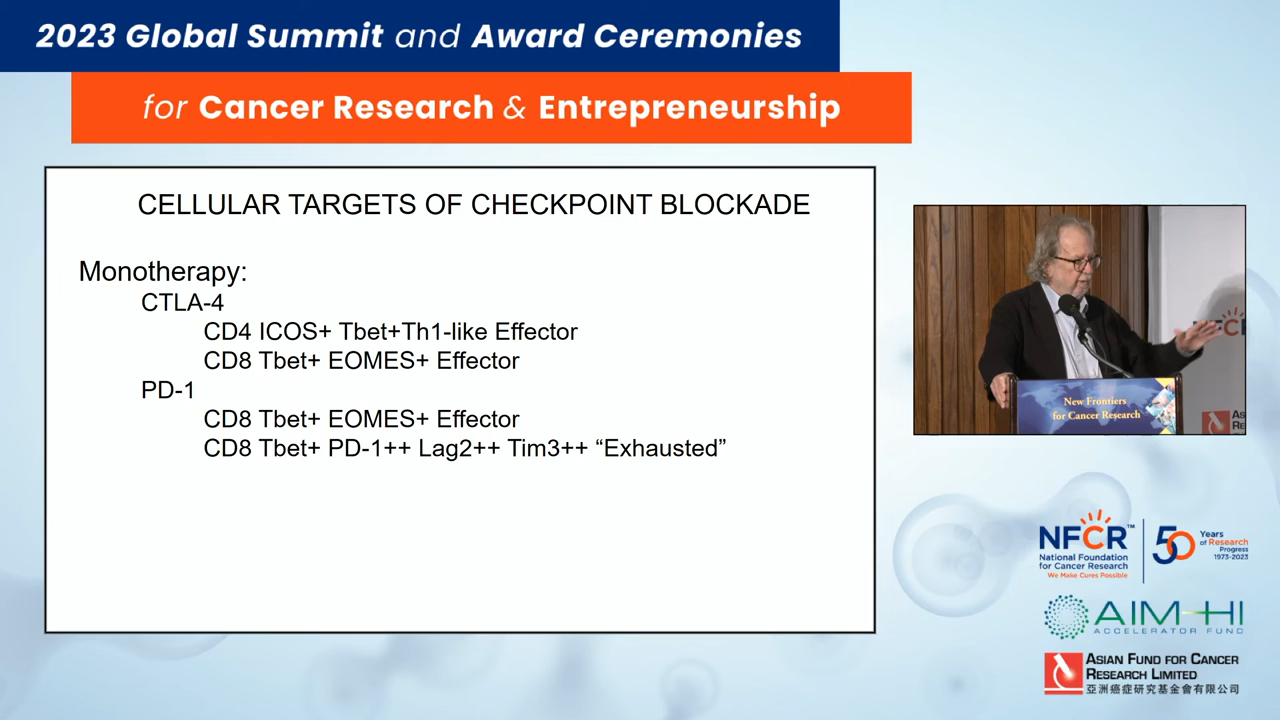 2023 Global Summit and Award Ceremonies
for Cancer Research & Entrepreneurship
CELLULAR TARGETS OF CHECKPOINT BLOCKADE
Monotherapy:
CTLA-4
CD4 ICOS+ Tbet+Th1-like Effector
CD8 Tbet+ EOMES+ Effector
PD-1
CD8 Tbet+ EOMES+ Effector
CD8 Tbet+ PD-1++ Lag2++ Tim3++ “Exhausted”
New Frontiers
for Cancer Research
NFCR™
National Foundation
for Cancer Research
We Make Cures Possible
50 Years
of Research
Progress
1973-2023
AIM-HI
ACCELERATOR FUND
ASIAN FUND FOR CANCER
RESEARCH LIMITED
亞洲癌症研究基金會有限公司